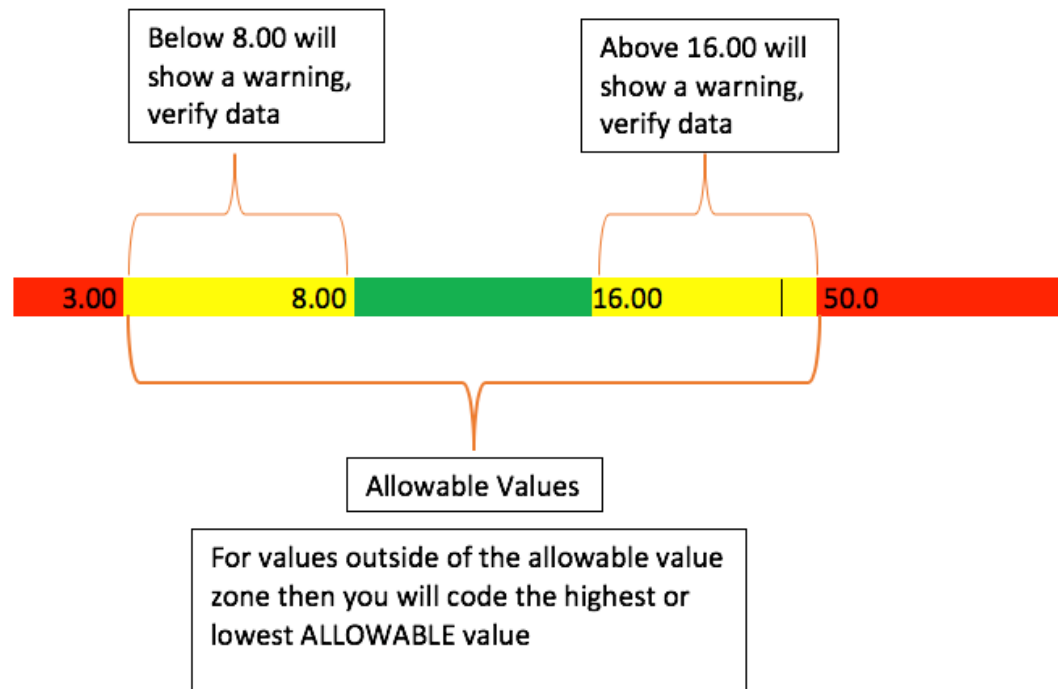 Below 8.00 will
show a warning,
verify data
Above 16.00 will
show a warning,
verify data
3.00
8.00
16.00
50.0
Allowable Values
For values outside of the allowable value
zone then you will code the highest or
lowest ALLOWABLE value